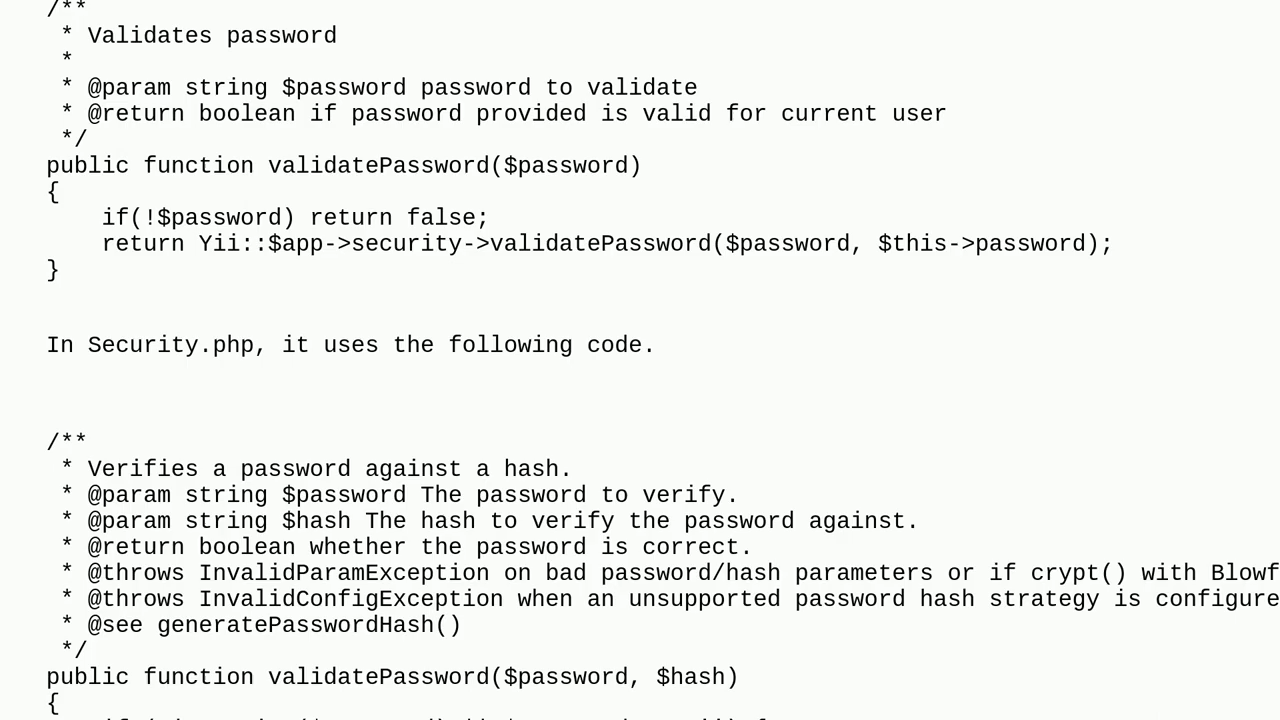 /**
 * Validates password
 *
 * @param string $password password to validate
 * @return boolean if password provided is valid for current user
 */
public function validatePassword($password)
{
    if(!$password) return false;
    return Yii::$app->security->validatePassword($password, $this->password);
}
In Security.php, it uses the following code.
/**
 * Verifies a password against a hash.
 * @param string $password The password to verify.
 * @param string $hash The hash to verify the password against.
 * @return boolean whether the password is correct.
 * @throws InvalidParamException on bad password/hash parameters or if crypt() with Blowf
 * @throws InvalidConfigException when an unsupported password hash strategy is configure
 * @see generatePasswordHash()
 */
public function validatePassword($password, $hash)
{